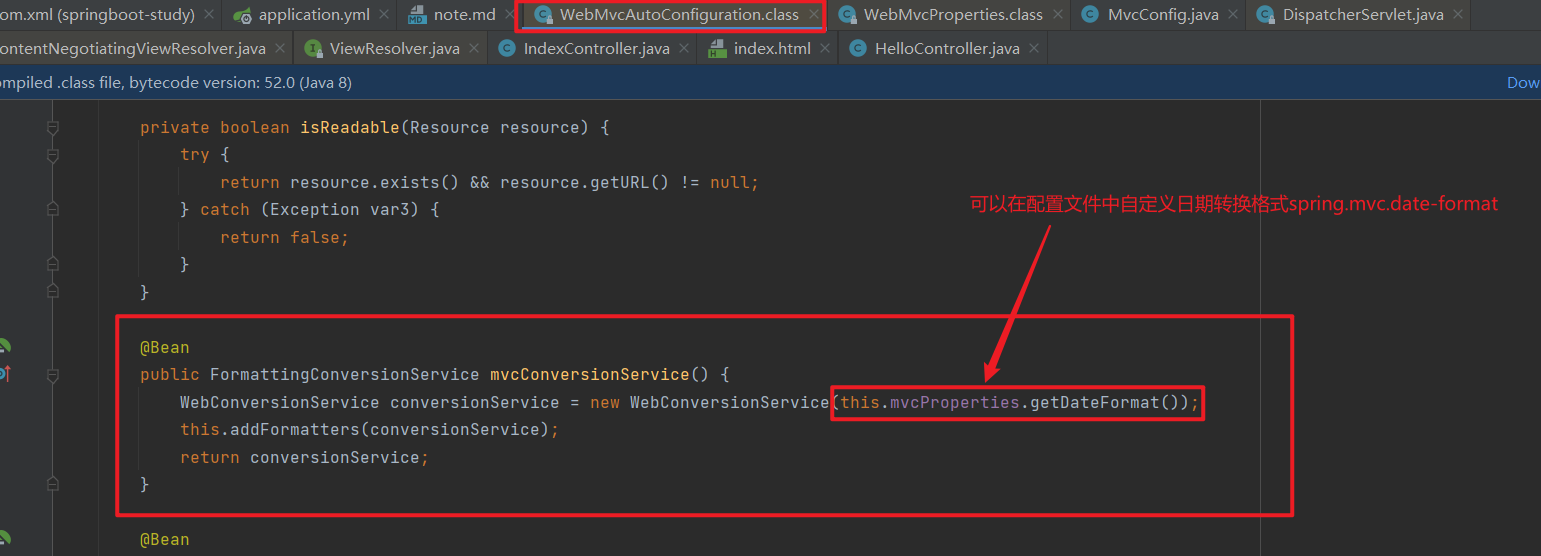 om.xml (springboot-study) application.yml note.md WebMvcAutoConfiguration.class WebMvcProperties.class MvcConfig.java DispatcherServlet.java
ontentNegotiatingViewResolver.java ViewResolver.java IndexController.java index.html HelloController.java
ompiled .class file, bytecode version: 52.0 (Java 8) Dow
private boolean isReadable(Resource resource) {
try {
return resource.exists() && resource.getURL() != null;
} catch (Exception var3) {
可以在配置文件中自定义日期转换格式spring.mvc.date-format
return false;
}
}
@Bean
public FormattingConversionService mvcConversionService() {
WebConversionService conversionService = new WebConversionService(this.mvcProperties.getDateFormat());
this.addFormatters(conversionService);
return conversionService;
}
@Bean